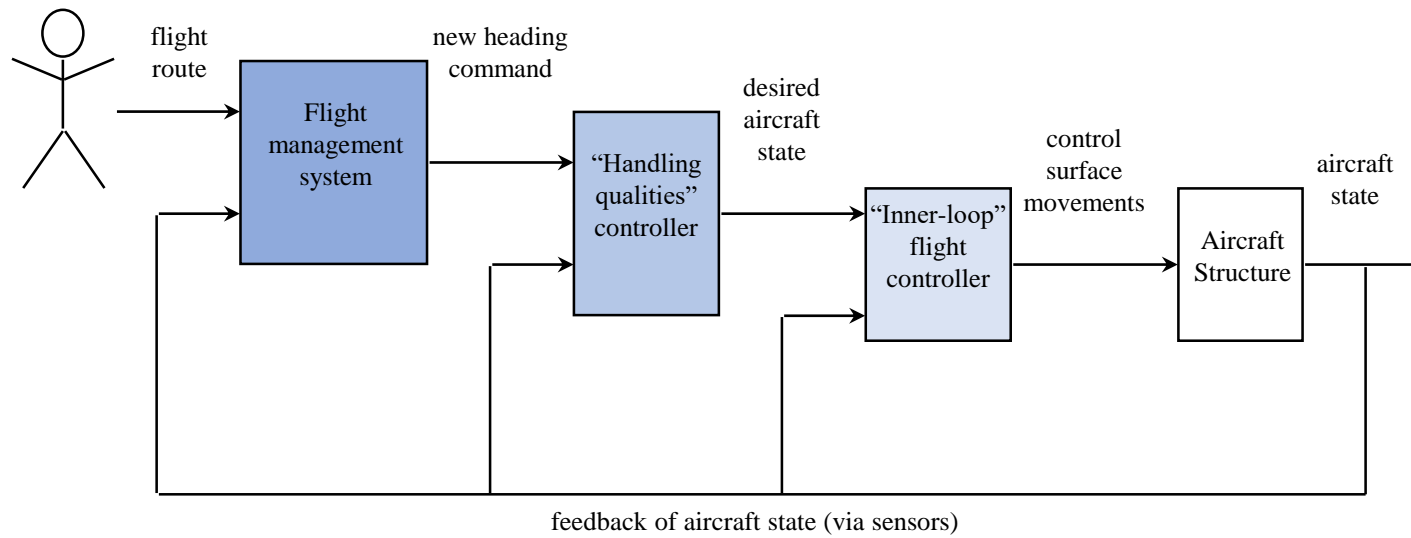 flight
route
new heading
command
Flight
management
system
desired
aircraft
state
“Handling
qualities”
controller
control
surface
movements
“Inner-loop”
flight
controller
aircraft
state
Aircraft
Structure
feedback of aircraft state (via sensors)